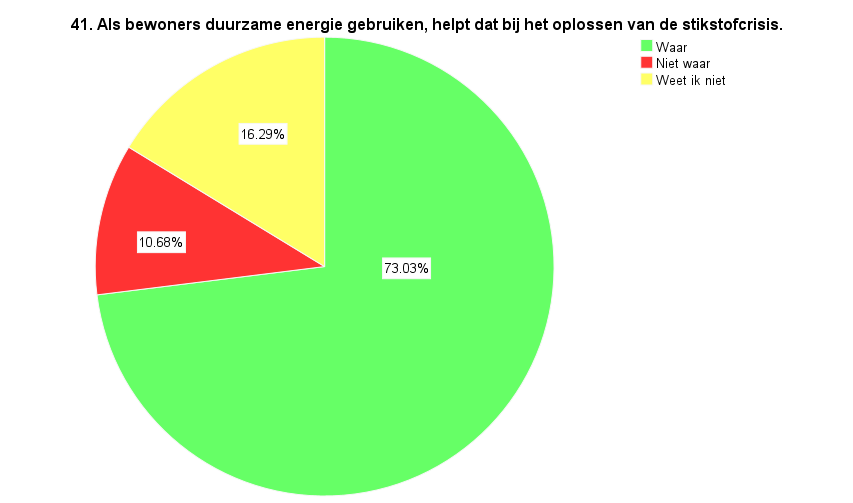 41. Als bewoners duurzame energie gebruiken, helpt dat bij het oplossen van de stikstofcrisis.
Waar
Niet waar
Weet ik niet
16.29%
10.68%
73.03%